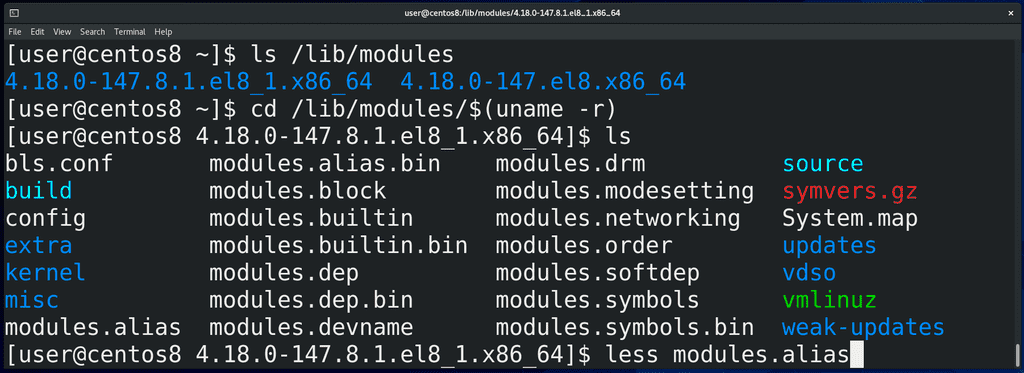 user@centos8:/lib/modules/4.18.0-147.8.1.el8_1.x86_64
File Edit View Search Terminal Help
[user@centos8 ~]$ ls /lib/modules
4.18.0-147.8.1.el8_1.x86_64  4.18.0-147.el8.x86_64
[user@centos8 ~]$ cd /lib/modules/$(uname -r)
[user@centos8 4.18.0-147.8.1.el8_1.x86_64]$ ls
bls.conf       modules.alias.bin    modules.drm          source
build          modules.block        modules.modesetting  symvers.gz
config         modules.builtin      modules.networking   System.map
extra          modules.builtin.bin  modules.order        updates
kernel         modules.dep          modules.softdep      vdso
misc           modules.dep.bin      modules.symbols      vmlinuz
modules.alias  modules.devname      modules.symbols.bin  weak-updates
[user@centos8 4.18.0-147.8.1.el8_1.x86_64]$ less modules.alias